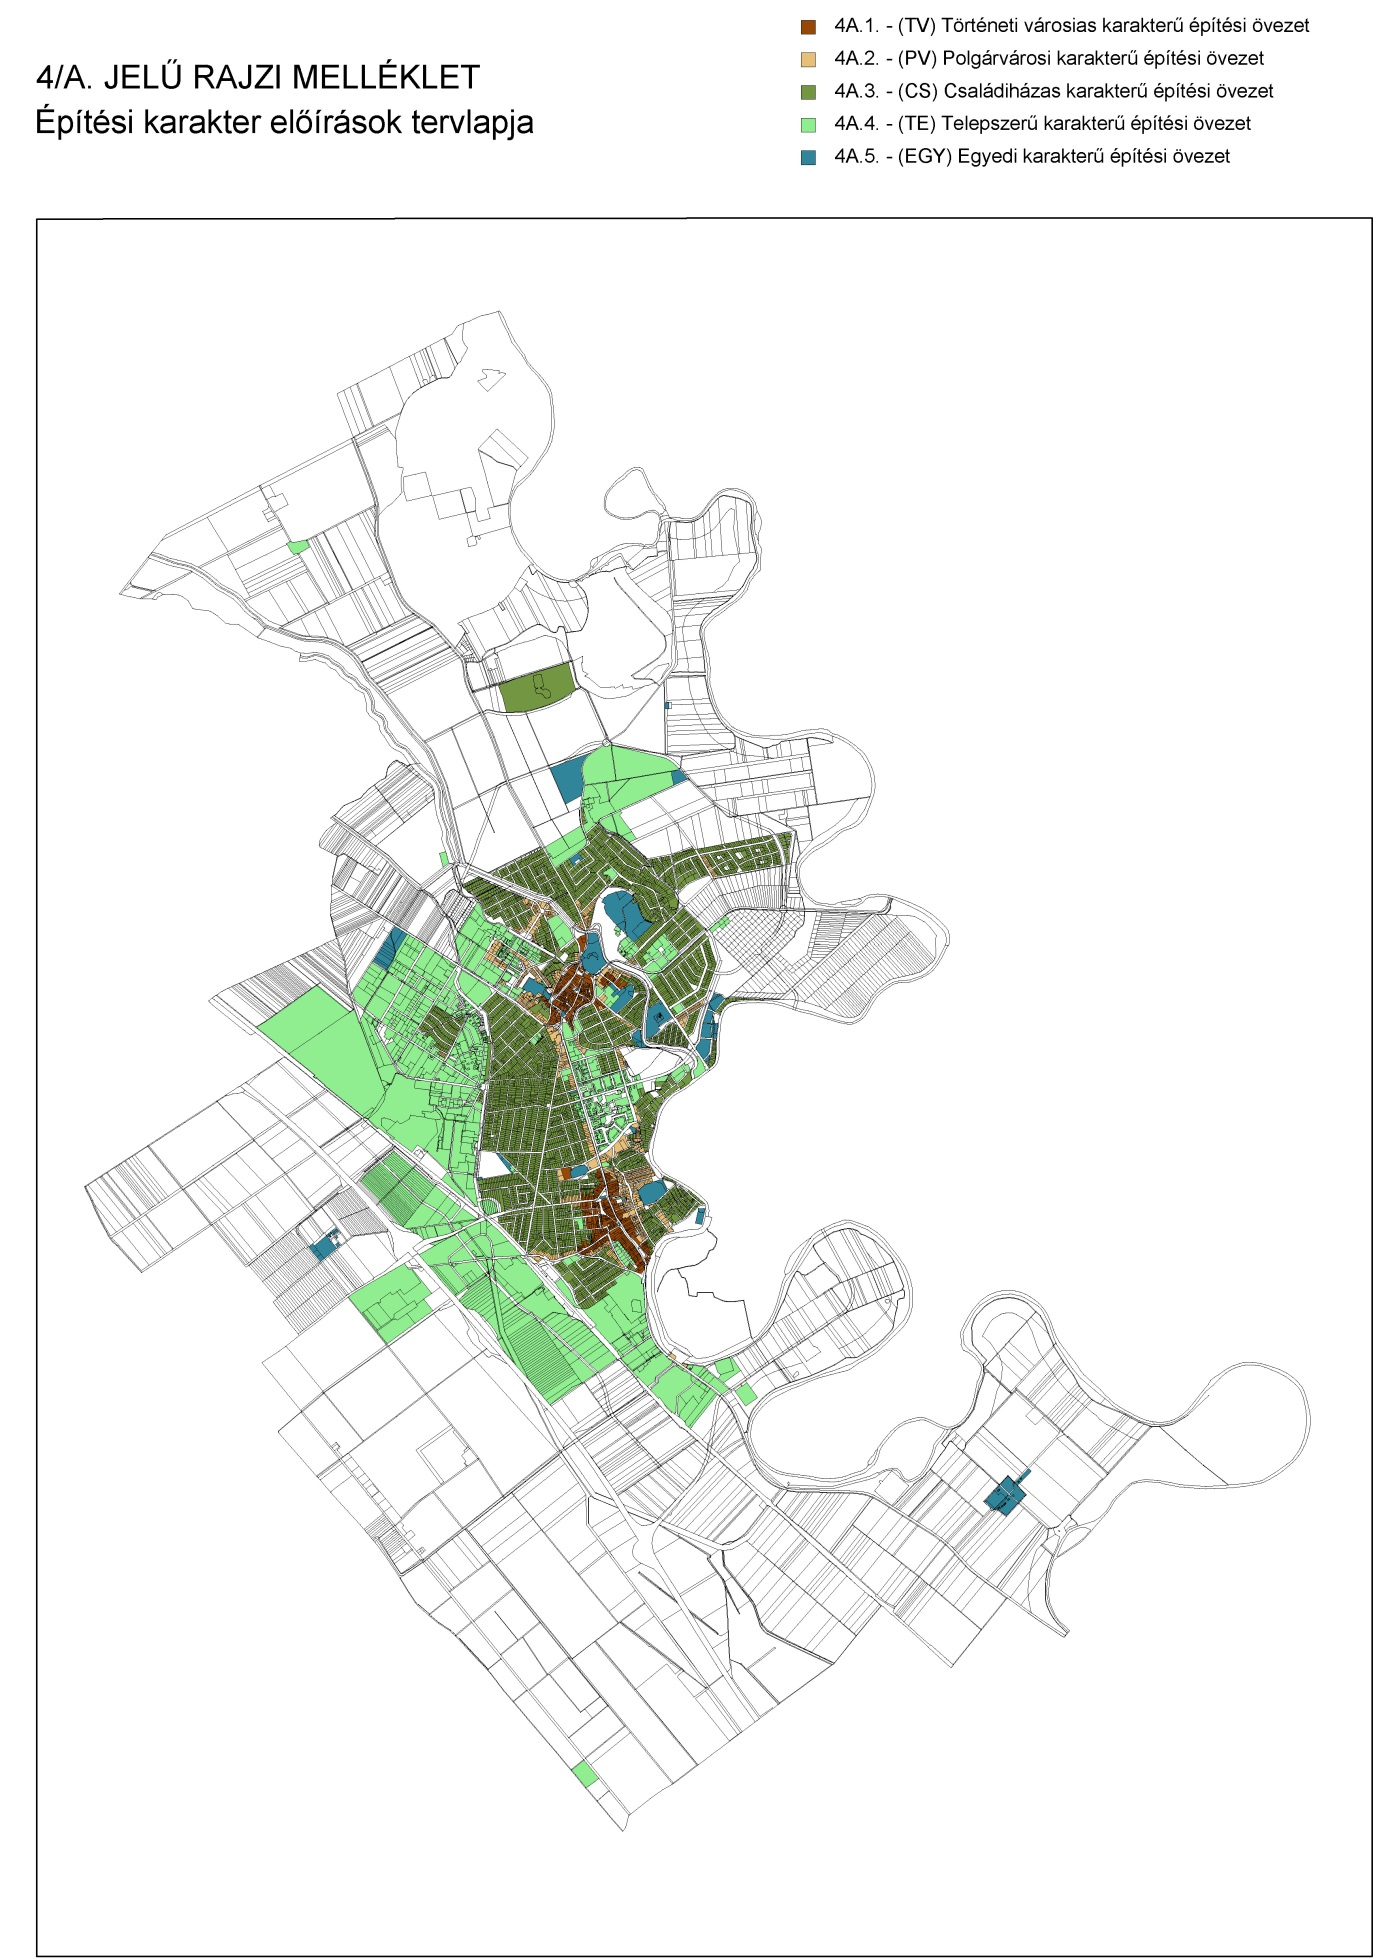 4/A. JELŰ RAJZI MELLÉKLET
Építési karakter előírások tervlapja
4A.1. - (TV) Történeti városias karakterű építési övezet
4A.2. - (PV) Polgárvárosi karakterű építési övezet
4A.3. - (CS) Családiházas karakterű építési övezet
4A.4. - (TE) Telepszerű karakterű építési övezet
4A.5. - (EGY) Egyedi karakterű építési övezet